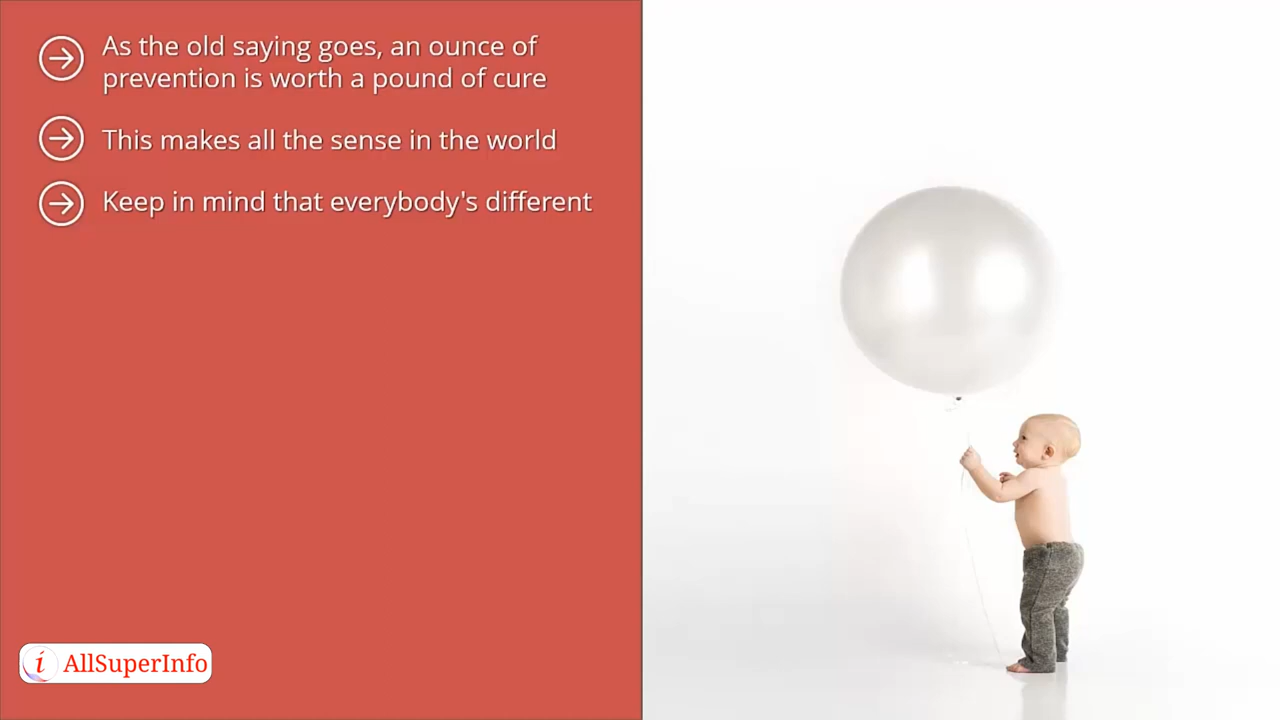 As the old saying goes, an ounce of
prevention is worth a pound of cure
This makes all the sense in the world
Keep in mind that everybody's different
i AllSuperInfo